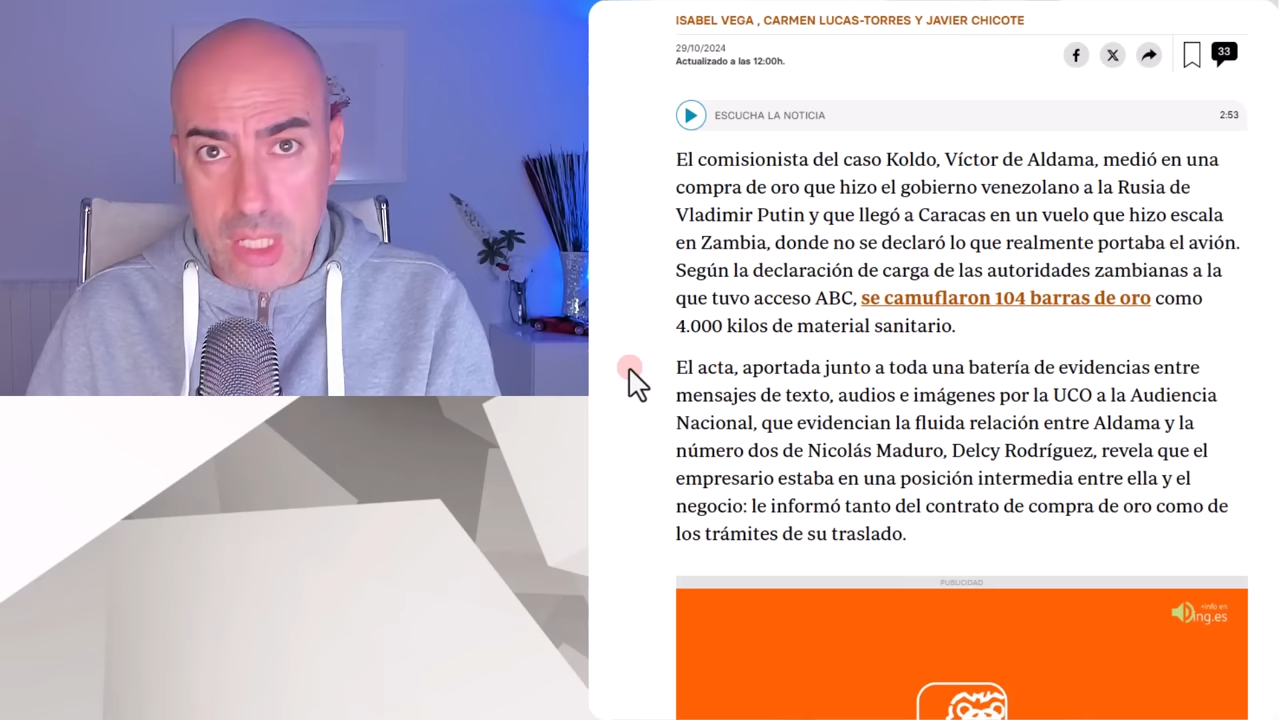 ISABEL VEGA , CARMEN LUCAS-TORRES Y JAVIER CHICOTE
29/10/2024
Actualizado a las 12:00h.
33
ESCUCHA LA NOTICIA
2:53
El comisionista del caso Koldo, Víctor de Aldama, medió en una
compra de oro que hizo el gobierno venezolano a la Rusia de
Vladimir Putin y que llegó a Caracas en un vuelo que hizo escala
en Zambia, donde no se declaró lo que realmente portaba el avión.
Según la declaración de carga de las autoridades zambianas a la
que tuvo acceso ABC, se camuflaron 104 barras de oro como
4.000 kilos de material sanitario.
El acta, aportada junto a toda una batería de evidencias entre
mensajes de texto, audios e imágenes por la UCO a la Audiencia
Nacional, que evidencian la fluida relación entre Aldama y la
número dos de Nicolás Maduro, Delcy Rodríguez, revela que el
empresario estaba en una posición intermedia entre ella y el
negocio: le informó tanto del contrato de compra de oro como de
los trámites de su traslado.
PUBLICIDAD
+info en
ing.es